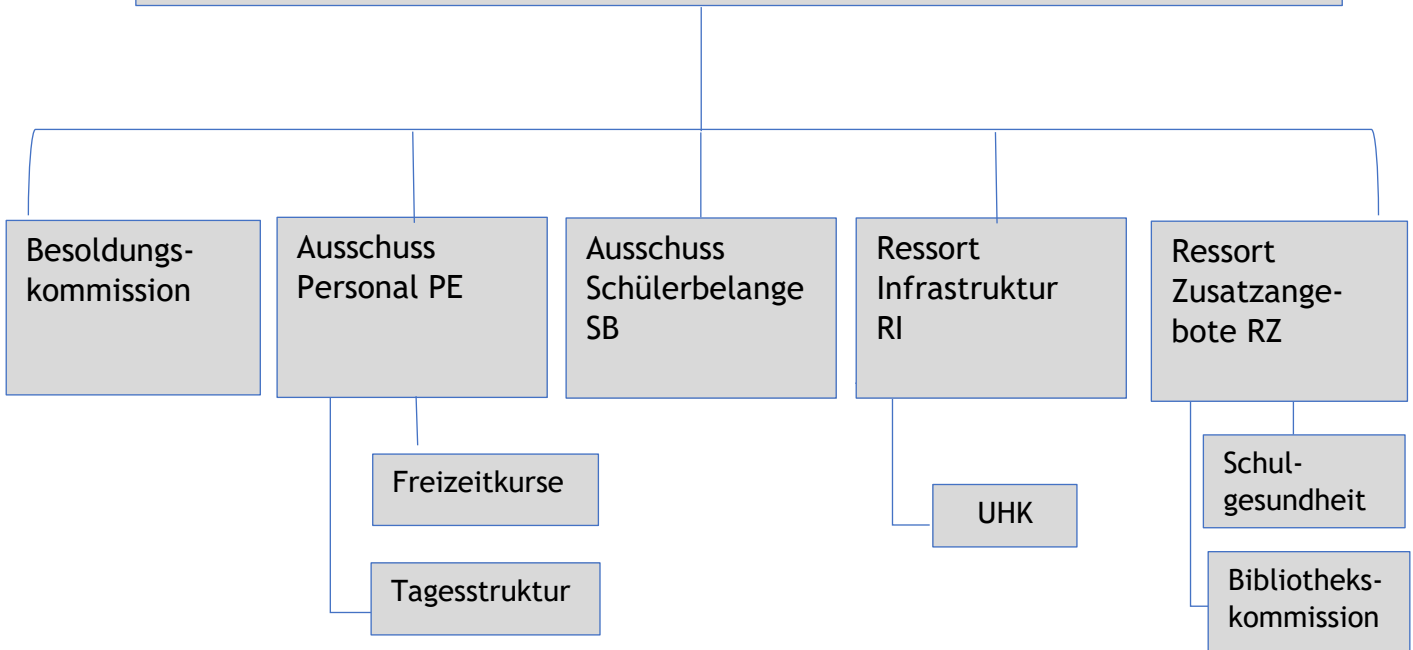 Besoldungs-
kommission
Ausschuss
Personal PE
Ausschuss
Schülerbelange
SB
Ressort
Infrastruktur
RI
Ressort
Zusatzange-
bote RZ
Freizeitkurse
Tagesstruktur
UHK
Schul-
gesundheit
Bibliotheks-
kommission